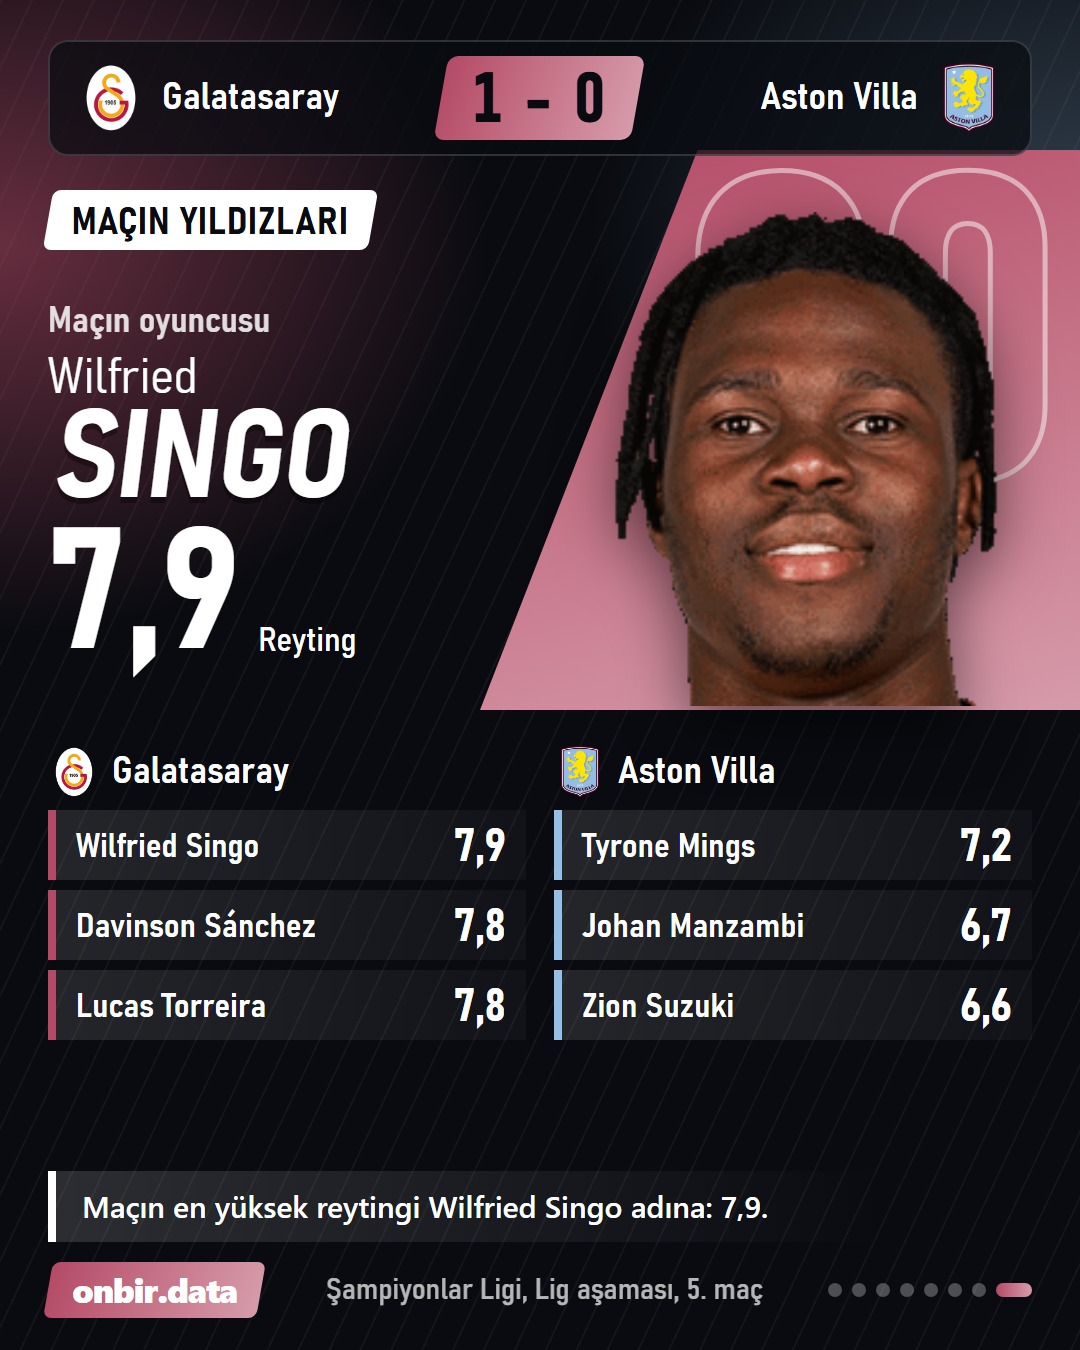 Galatasaray
1 - 0
Aston Villa
MAÇIN YILDIZLARI
Maçın oyuncusu
Wilfried
SINGO
7,9 Reyting
90
Galatasaray
Wilfried Singo 7,9
Davinson Sánchez 7,8
Lucas Torreira 7,8
Aston Villa
Tyrone Mings 7,2
Johan Manzambi 6,7
Zion Suzuki 6,6
Maçın en yüksek reytingi Wilfried Singo adına: 7,9.
onbir.data
Şampiyonlar Ligi, Lig aşaması, 5. maç